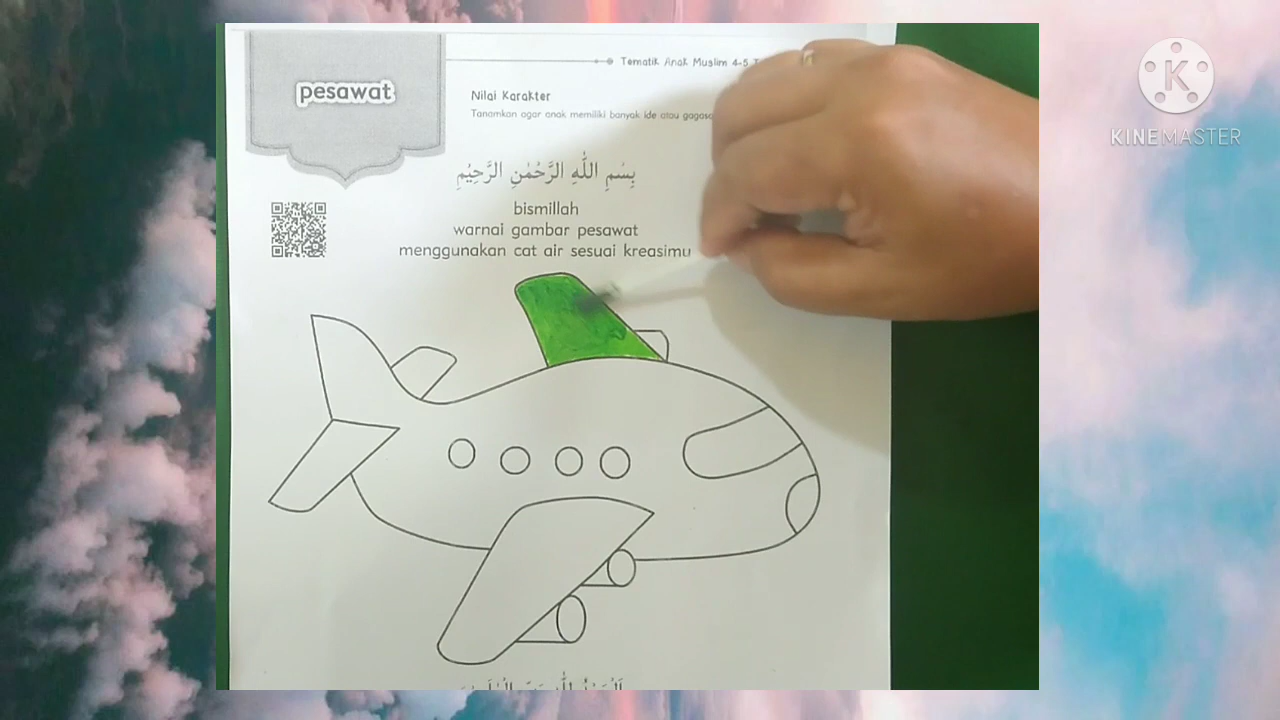 pesawat
Tematik Anak Muslim 4-5
Nilai Karakter
Tanamkan agar anak memiliki banyak ide atau
بِسْمِ اللّٰهِ الرَّحْمٰنِ الرَّحِيْمِ
bismillah
warnai gambar pesawat
menggunakan cat air sesuai kreasimu
KINEMASTER